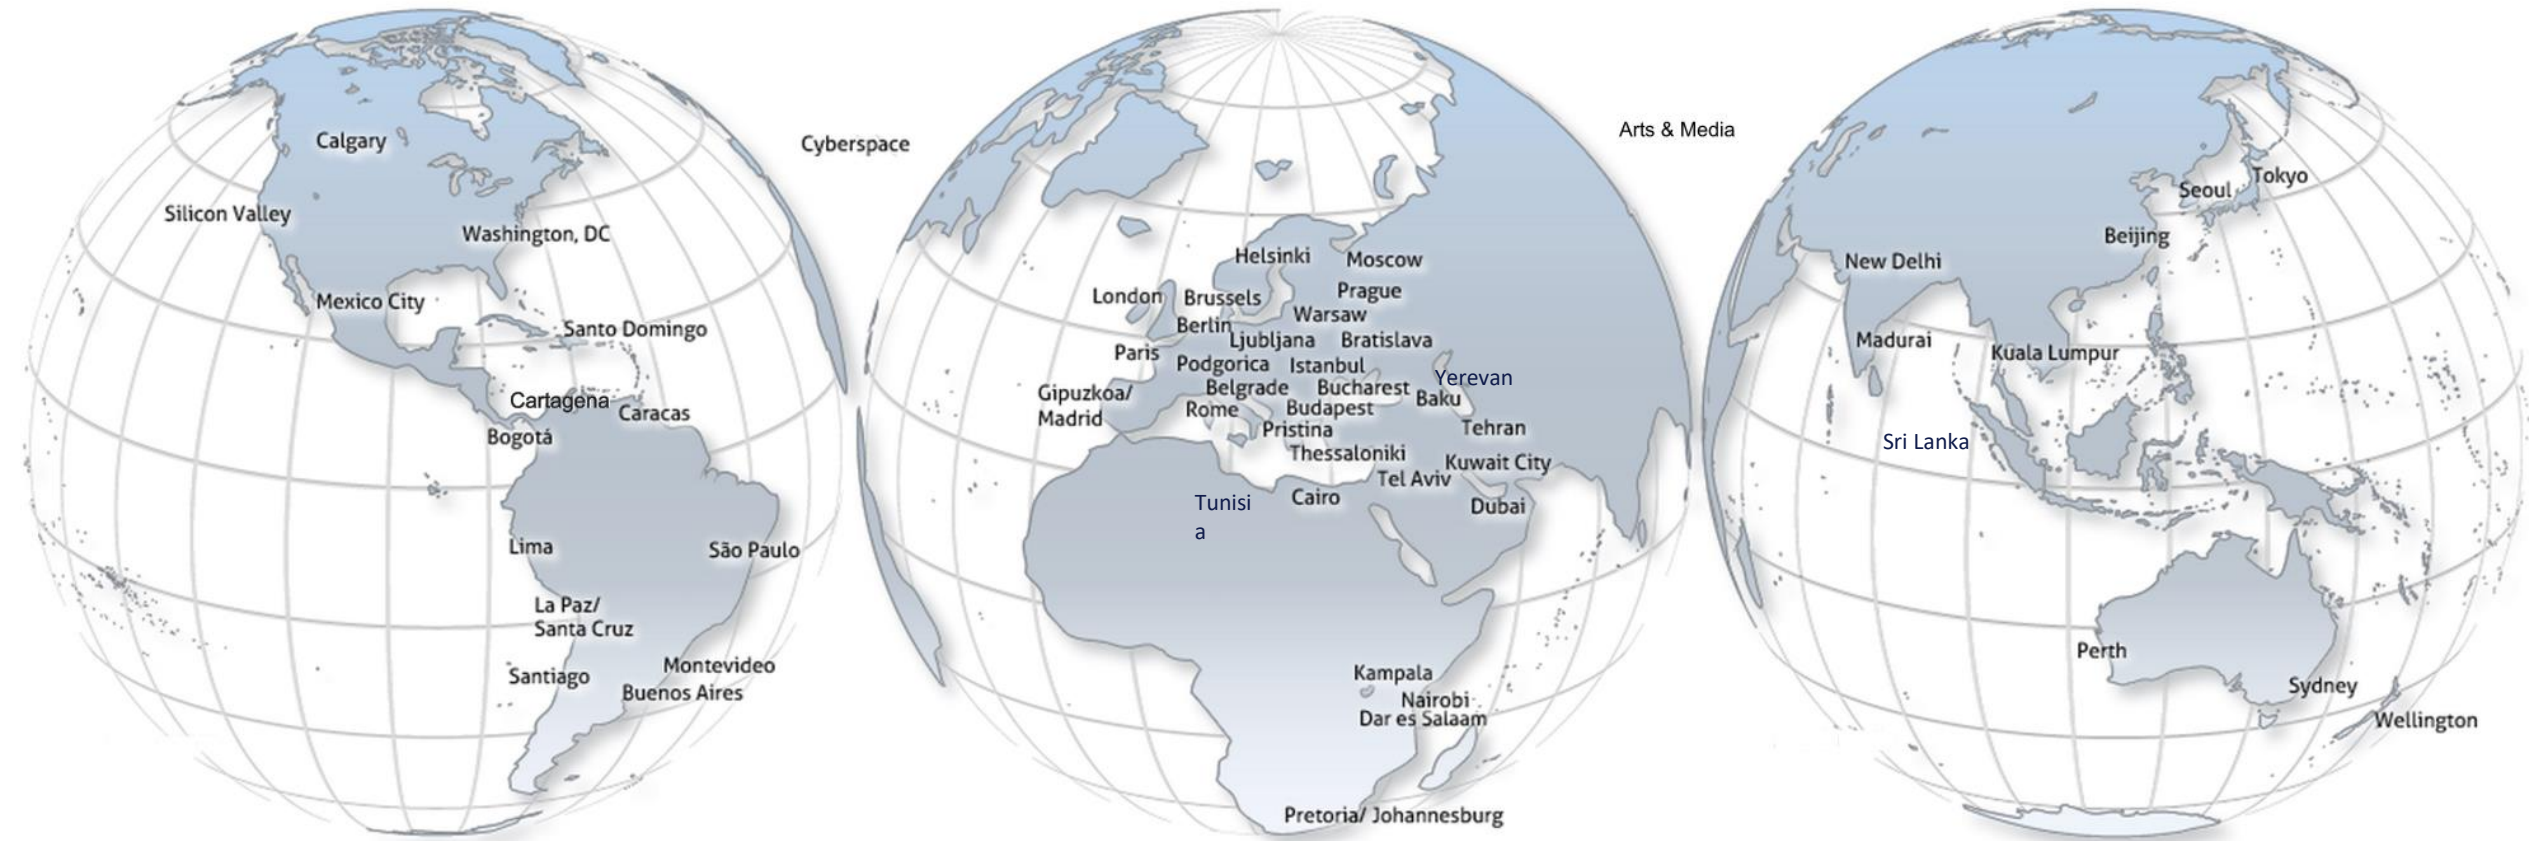 Calgary
Silicon Valley
Washington, DC
Mexico City
Santo Domingo
Cartagena
Caracas
Bogotá
Lima
São Paulo
La Paz/
Santa Cruz
Santiago
Montevideo
Buenos Aires
Cyberspace
Helsinki
Moscow
London
Brussels
Prague
Berlin
Warsaw
Ljubljana
Bratislava
Paris
Podgorica
Istanbul
Yerevan
Gipuzkoa/
Madrid
Belgrade
Bucharest
Baku
Rome
Budapest
Pristina
Tehran
Thessaloniki
Kuwait City
Tel Aviv
Tunisi
a
Cairo
Dubai
Kampala
Nairobi
Dar es Salaam
Pretoria/ Johannesburg
Arts & Media
Tokyo
Seoul
Beijing
New Delhi
Madurai
Kuala Lumpur
Sri Lanka
Perth
Sydney
Wellington